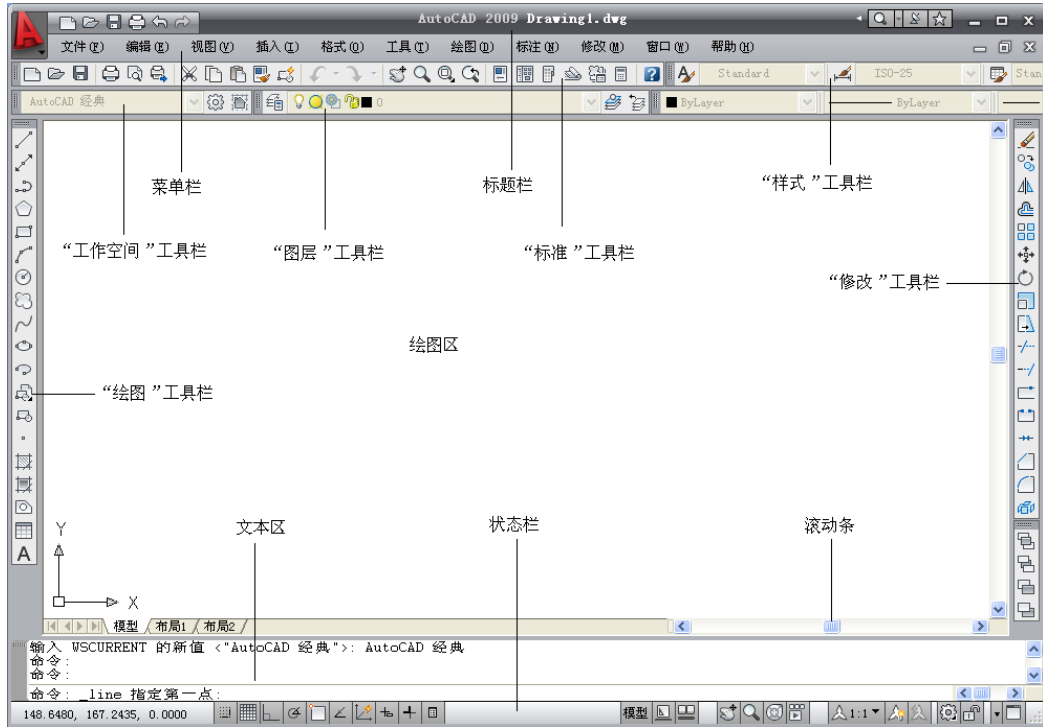 AutoCAD 2009 Drawing1.dwg
文件(F) 编辑(E) 视图(V) 插入(I) 格式(O) 工具(T) 绘图(D) 标注(N) 修改(M) 窗口(W) 帮助(H)
Standard ISO-25 Stan
AutoCAD 经典 0 ByLayer ByLayer
菜单栏 标题栏 “样式”工具栏
“工作空间”工具栏 “图层”工具栏 “标准”工具栏
“修改”工具栏
绘图区
“绘图”工具栏
文本区 状态栏 滚动条
Y
A
X
模型 布局1 布局2
输入 WSCURRENT 的新值 <"AutoCAD 经典">: AutoCAD 经典
命令:
命令:
命令: _line 指定第一点:
148.6480, 167.2435, 0.0000 模型 1:1